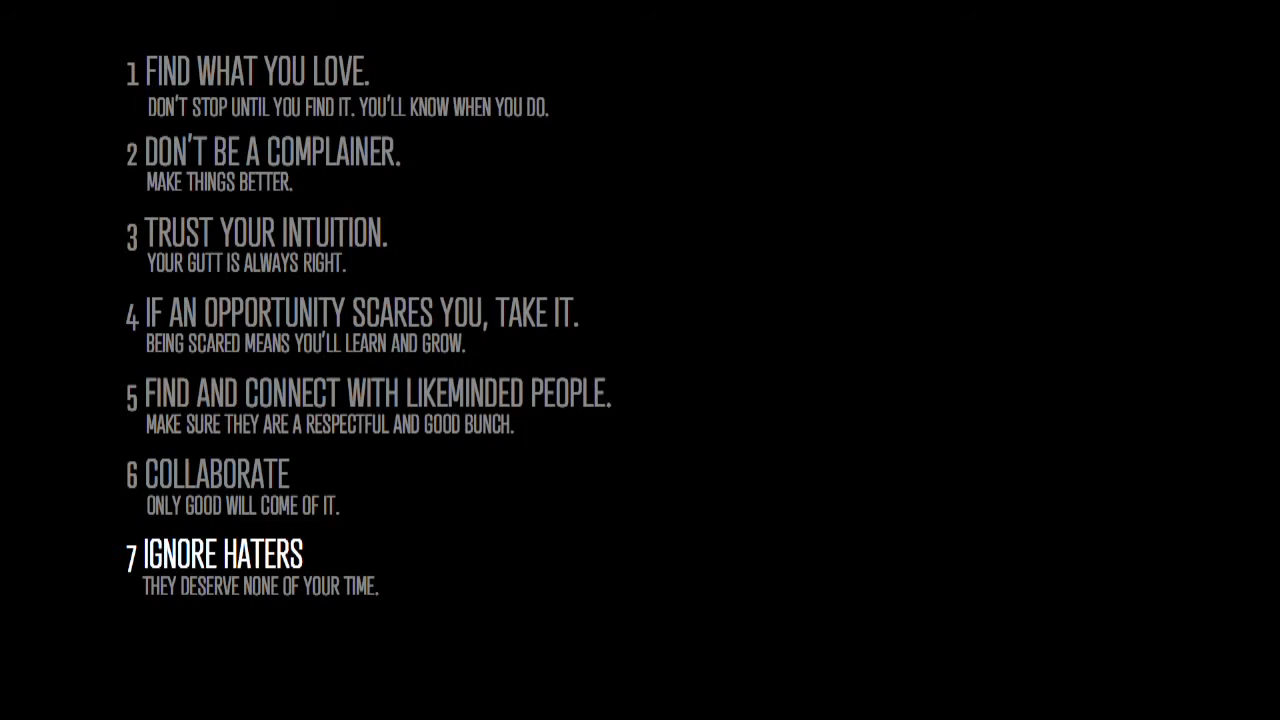 1 FIND WHAT YOU LOVE.
DON'T STOP UNTIL YOU FIND IT. YOU'LL KNOW WHEN YOU DO.
2 DON'T BE A COMPLAINER.
MAKE THINGS BETTER.
3 TRUST YOUR INTUITION.
YOUR GUTT IS ALWAYS RIGHT.
4 IF AN OPPORTUNITY SCARES YOU, TAKE IT.
BEING SCARED MEANS YOU'LL LEARN AND GROW.
5 FIND AND CONNECT WITH LIKEMINDED PEOPLE.
MAKE SURE THEY ARE A RESPECTFUL AND GOOD BUNCH.
6 COLLABORATE
ONLY GOOD WILL COME OF IT.
7 IGNORE HATERS
THEY DESERVE NONE OF YOUR TIME.